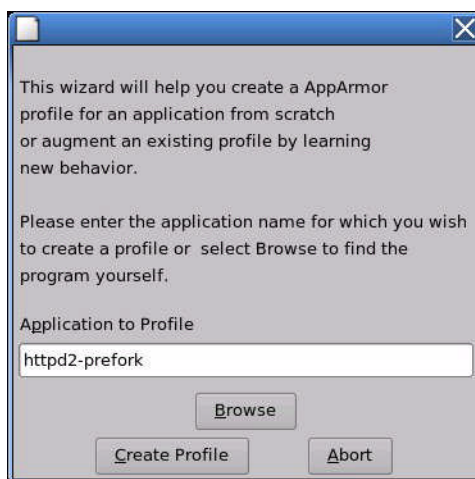 This wizard will help you create a AppArmor
profile for an application from scratch
or augment an existing profile by learning
new behavior.
Please enter the application name for which you wish
to create a profile or  select Browse to find the
program yourself.
Application to Profile
httpd2-prefork
Browse
Create Profile
Abort